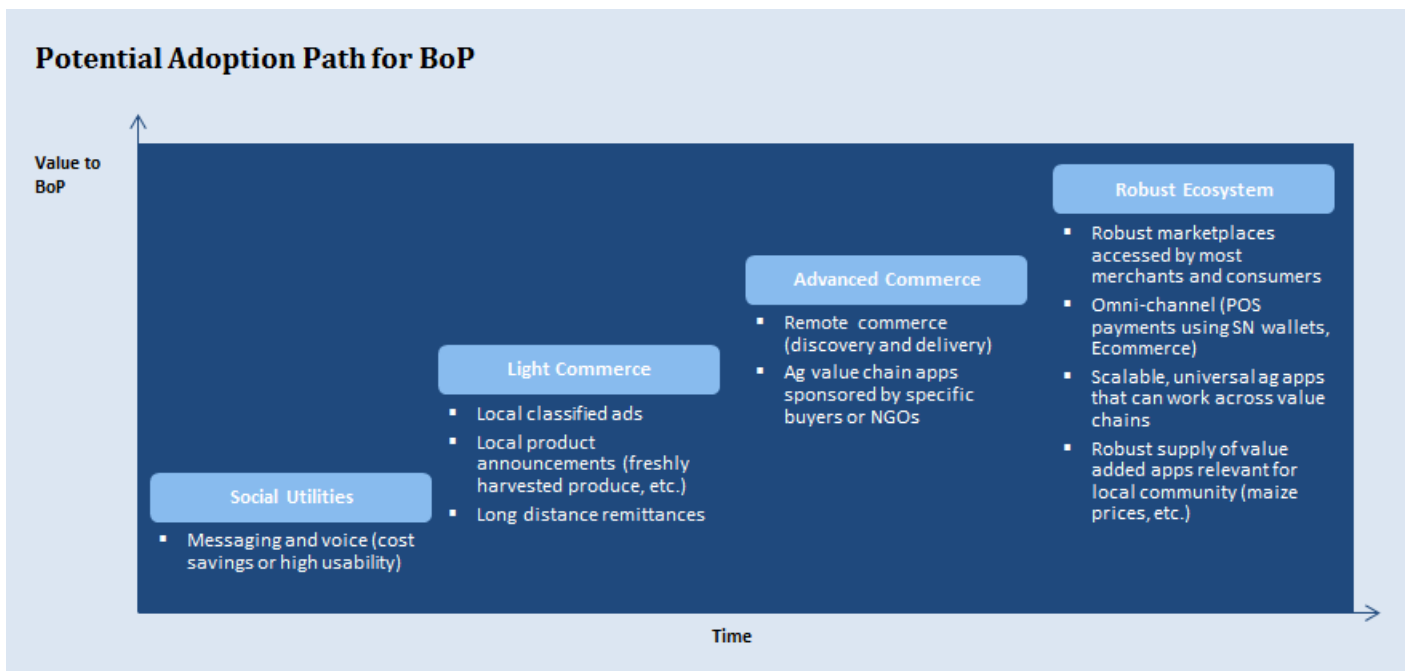 Potential Adoption Path for BoP
Value to
BoP
Social Utilities
▪ Messaging and voice (cost
savings or high usability)
Light Commerce
▪ Local classified ads
▪ Local product
announcements (freshly
harvested produce, etc.)
▪ Long distance remittances
Advanced Commerce
▪ Remote commerce
(discovery and delivery)
▪ Ag value chain apps
sponsored by specific
buyers or NGOs
Robust Ecosystem
▪ Robust marketplaces
accessed by most
merchants and consumers
▪ Omni-channel (POS
payments using SN wallets,
Ecommerce)
▪ Scalable, universal ag apps
that can work across value
chains
▪ Robust supply of value
added apps relevant for
local community (maize
prices, etc.)
Time